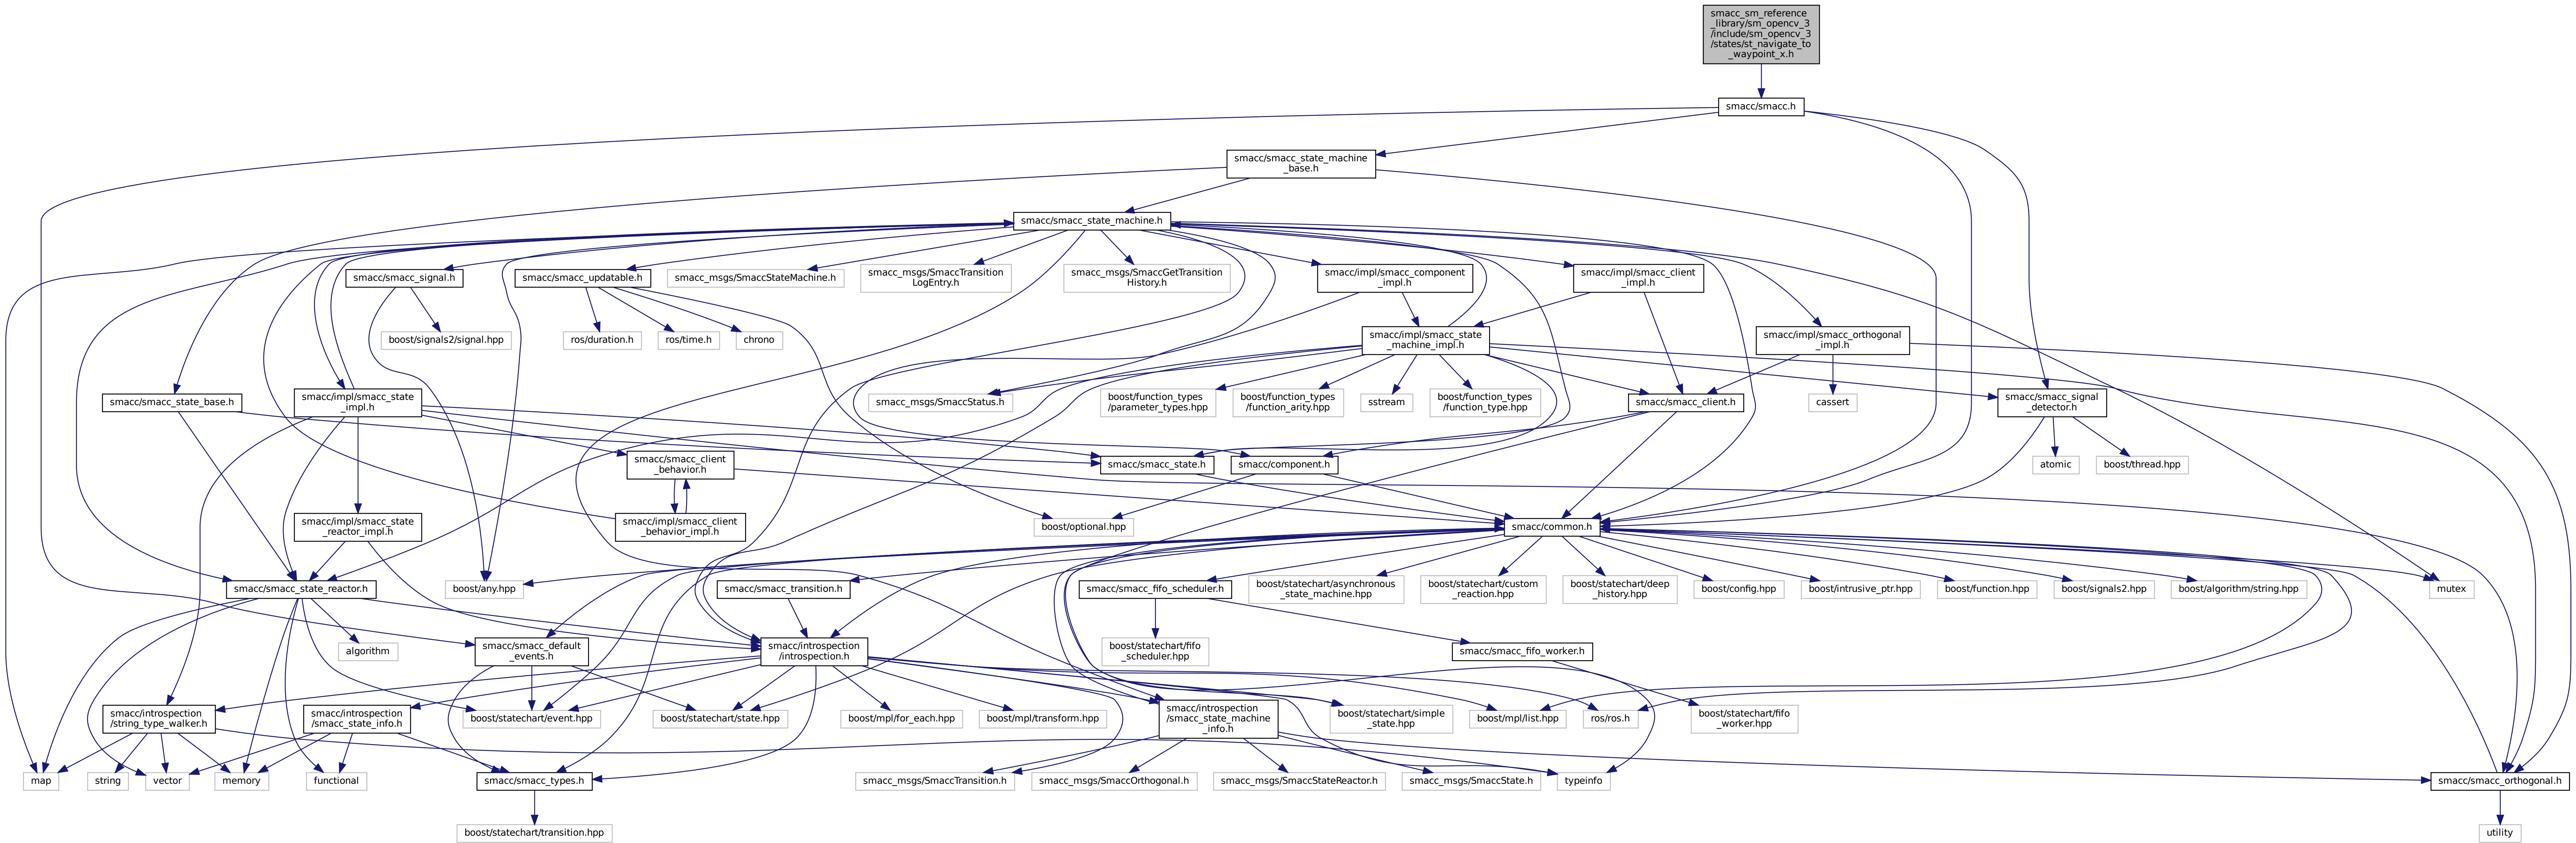 smacc_sm_reference
_library/sm_opencv_3
/include/sm_opencv_3
/states/st_navigate_to
_waypoint_x.h
smacc/smacc.h
smacc/smacc_state_machine
_base.h
smacc/smacc_state_machine.h
smacc/smacc_signal.h
smacc/smacc_updatable.h
smacc_msgs/SmaccStateMachine.h
smacc_msgs/SmaccTransition
LogEntry.h
smacc_msgs/SmaccGetTransition
History.h
smacc/impl/smacc_component
_impl.h
smacc/impl/smacc_client
_impl.h
boost/signals2/signal.hpp
ros/duration.h
ros/time.h
chrono
smacc/impl/smacc_state
_machine_impl.h
smacc/impl/smacc_orthogonal
_impl.h
smacc/smacc_state_base.h
smacc/impl/smacc_state
_impl.h
smacc_msgs/SmaccStatus.h
boost/function_types
/parameter_types.hpp
boost/function_types
/function_arity.hpp
sstream
boost/function_types
/function_type.hpp
smacc/smacc_client.h
cassert
smacc/smacc_signal
_detector.h
smacc/smacc_client
_behavior.h
smacc/smacc_state.h
smacc/component.h
atomic
boost/thread.hpp
smacc/impl/smacc_state
_reactor_impl.h
smacc/impl/smacc_client
_behavior_impl.h
boost/optional.hpp
smacc/common.h
smacc/smacc_state_reactor.h
boost/any.hpp
smacc/smacc_transition.h
smacc/smacc_fifo_scheduler.h
boost/statechart/asynchronous
_state_machine.hpp
boost/statechart/custom
_reaction.hpp
boost/statechart/deep
_history.hpp
boost/config.hpp
boost/intrusive_ptr.hpp
boost/function.hpp
boost/signals2.hpp
boost/algorithm/string.hpp
mutex
algorithm
smacc/smacc_default
_events.h
smacc/introspection
/introspection.h
boost/statechart/fifo
_scheduler.hpp
smacc/smacc_fifo_worker.h
smacc/introspection
/string_type_walker.h
smacc/introspection
/smacc_state_info.h
boost/statechart/event.hpp
boost/statechart/state.hpp
boost/mpl/for_each.hpp
boost/mpl/transform.hpp
smacc/introspection
/smacc_state_machine
_info.h
boost/statechart/simple
_state.hpp
boost/mpl/list.hpp
ros/ros.h
boost/statechart/fifo
_worker.hpp
map
string
vector
memory
functional
smacc/smacc_types.h
smacc_msgs/SmaccTransition.h
smacc_msgs/SmaccOrthogonal.h
smacc_msgs/SmaccStateReactor.h
smacc_msgs/SmaccState.h
typeinfo
smacc/smacc_orthogonal.h
boost/statechart/transition.hpp
utility